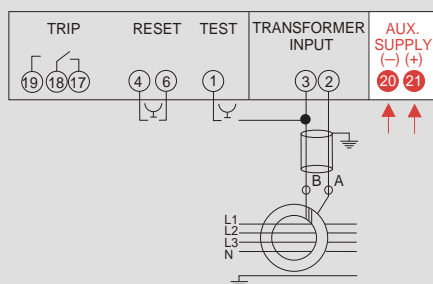 TRIP RESET TEST TRANSFORMER INPUT AUX. SUPPLY
(–) (+)
19 18 17 4 6 1 3 2 20 21
B A
L1
L2
L3
N